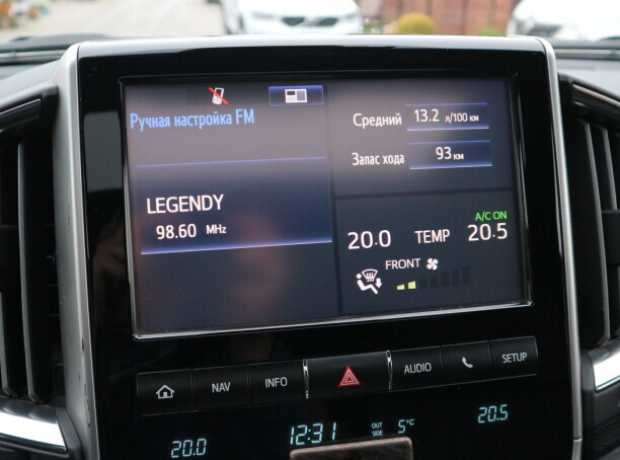 Ручная настройка FM
LEGENDY
98.60 MHz
Средний 13.2 л/100 км
Запас хода 93 км
A/C ON
20.0 TEMP 20.5
FRONT
NAV INFO AUDIO SETUP
20.0 12:31 OUT SIDE 5°C 20.5